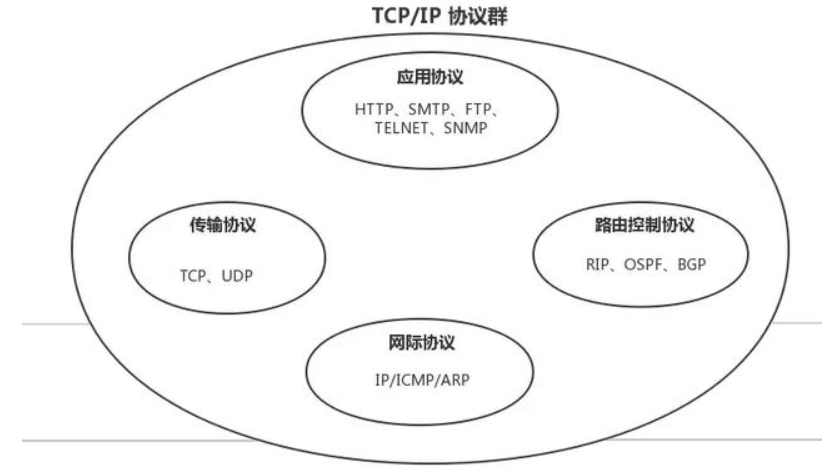 TCP/IP 协议群
应用协议
HTTP、SMTP、FTP、
TELNET、SNMP
传输协议
TCP、UDP
路由控制协议
RIP、OSPF、BGP
网际协议
IP/ICMP/ARP